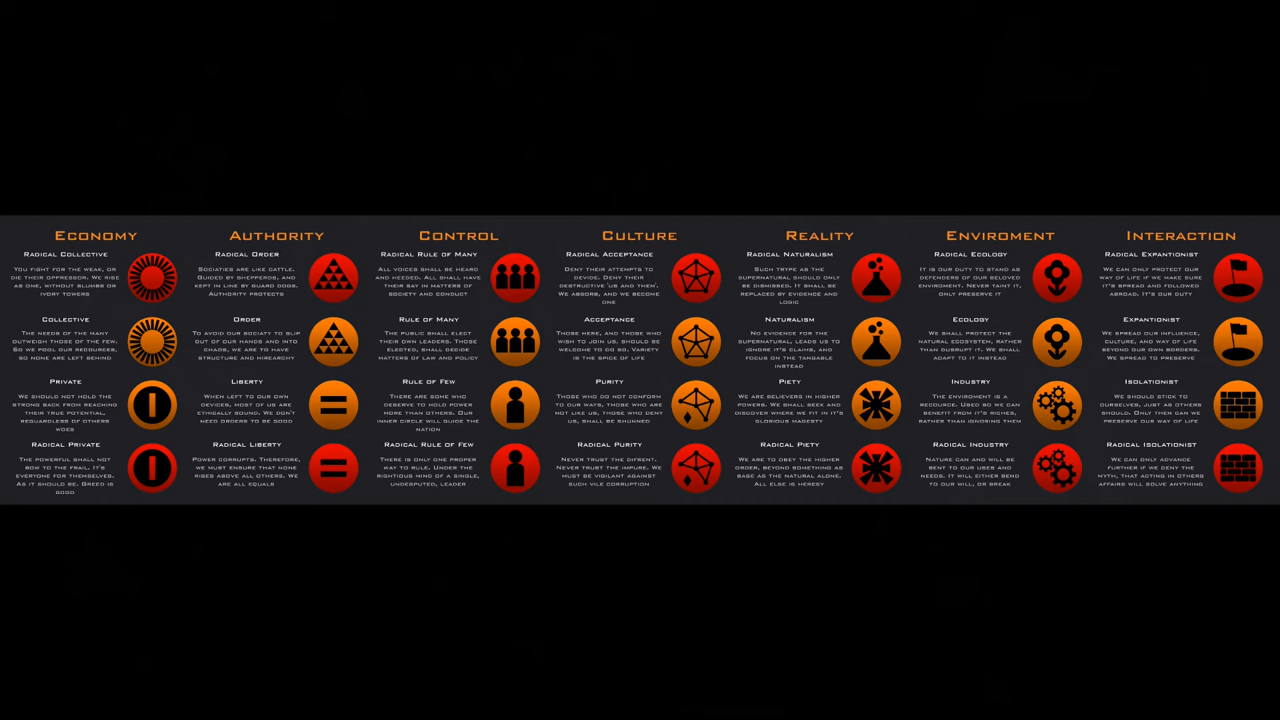 Economy
Radical Collective
You fight for the weak, or
die their oppressor. We rise
as one, without slumbs or
ivory towers
Collective
The needs of the many
outweigh those of the few.
So we pool our resources,
so none are left behind
Private
We should not hold the
strong back from reaching
their true potential,
reguardless of others
woes
Radical Private
The powerful shall not
bow to the frail. It's
everyone for themselves.
As it should be. Greed is
good
Authority
Radical Order
Sociaties are like cattle.
Guided by shepferds, and
kept in line by guard dogs.
Authority protects
Order
To avoid our sociaty to slip
out of our hands and into
chaos, we are to have
structure and hirearchy
Liberty
When left to our own
devices, most of us are
ethically sound. We don't
need orders to be good
Radical Liberty
Power corrupts. Therefore,
we must ensure that none
rises above all others. We
are all equals
Control
Radical Rule of Many
All voices shall be heard
and heeded. All shall have
their say in matters of
society and conduct
Rule of Many
The public shall elect
their own leaders. Those
elected, shall decide
matters of law and policy
Rule of Few
There are some who
deserve to hold power
more than others. Our
inner circle will guide the
nation
Radical Rule of Few
There is only one proper
way to rule. Under the
rightious mind of a single,
undesputed, leader
Culture
Radical Acceptance
Deny their attempts to
devide. Deny their
destructive 'us and them'.
We absorb, and we become
one
Acceptance
Those here, and those who
wish to join us, should be
welcome to do so. Variety
is the spice of life
Purity
Those who do not conform
to our ways, those who are
not like us, those who deny
us, shall be shunned
Radical Purity
Never trust the difrent.
Never trust the impure. We
must be vigilant against
such vile corruption
Reality
Radical Naturalism
Such trype as the
supernatural should only
be dismissed. It shall be
replaced by evidence and
logic
Naturalism
No evidence for the
supernatural, leads us to
ignore it's claims, and
focus on the tangable
instead
Piety
We are believers in higher
powers. We shall seek and
discover where we fit in it's
glorious magesty
Radical Piety
We are to obey the higher
order, beyond something as
base as the natural alone.
All else is heresy
Enviroment
Radical Ecology
It is our duty to stand as
defenders of our beloved
enviroment. Never taint it,
only preserve it
Ecology
We shall protect the
natural ecosystem, rather
than dusrupt it. We shall
adapt to it instead
Industry
The enviroment is a
recource. Used so we can
benefit from it's riches,
rather than ignoring them
Radical Industry
Nature can and will be
bent to our uses and
needs. It will either bend
to our will, or break
Interaction
Radical Expantionist
We can only protect our
way of life if we make sure
it's spread and followed
abroad. It's our duty
Expantionist
We spread our influence,
culture, and way of life
beyond our own borders.
We spread to preserve
Isolationist
We should stick to
ourselves, just as others
should. Only then can we
preserve our way of life
Radical Isolationist
We can only advance
further if we deny the
myth, that acting in others
affairs will solve anything